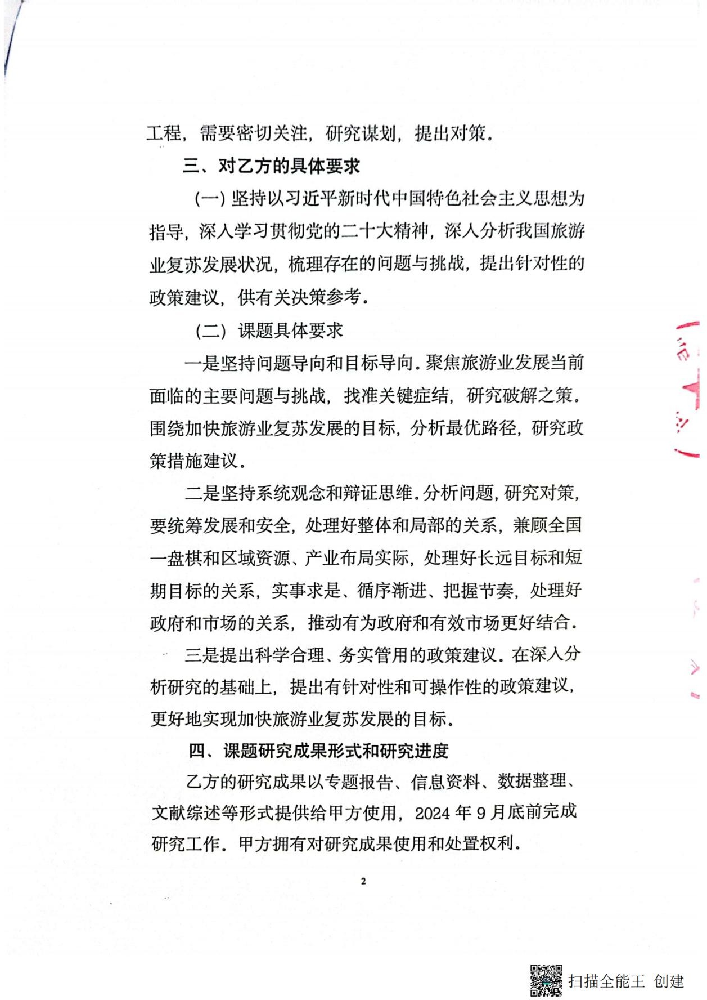 工程，需要密切关注，研究谋划，提出对策。
三、对乙方的具体要求
（一）坚持以习近平新时代中国特色社会主义思想为
指导，深入学习贯彻党的二十大精神，深入分析我国旅游
业复苏发展状况，梳理存在的问题与挑战，提出针对性的
政策建议，供有关决策参考。
（二）课题具体要求
一是坚持问题导向和目标导向。聚焦旅游业发展当前
面临的主要问题与挑战，找准关键症结，研究破解之策。
围绕加快旅游业复苏发展的目标，分析最优路径，研究政
策措施建议。
二是坚持系统观念和辩证思维。分析问题，研究对策，
要统筹发展和安全，处理好整体和局部的关系，兼顾全国
一盘棋和区域资源、产业布局实际，处理好长远目标和短
期目标的关系，实事求是、循序渐进、把握节奏，处理好
政府和市场的关系，推动有为政府和有效市场更好结合。
三是提出科学合理、务实管用的政策建议。在深入分
析研究的基础上，提出有针对性和可操作性的政策建议，
更好地实现加快旅游业复苏发展的目标。
四、课题研究成果形式和研究进度
乙方的研究成果以专题报告、信息资料、数据整理、
文献综述等形式提供给甲方使用，2024年9月底前完成
研究工作。甲方拥有对研究成果使用和处置权利。
2
扫描全能王 创建